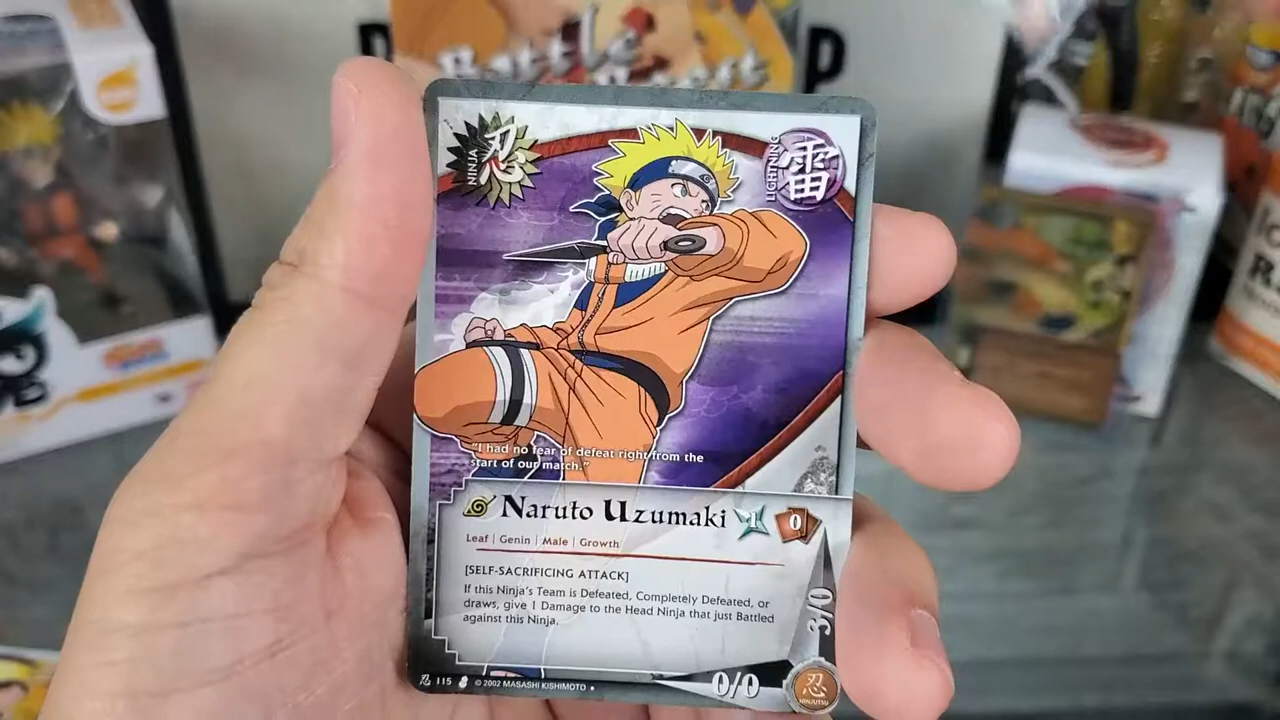 Battle
P
NINJA
忍
LIGHTNING
雷
"I had no fear of defeat right from the
start of our match."
Naruto Uzumaki
1
0
Leaf | Genin | Male | Growth
[SELF-SACRIFICING ATTACK]
If this Ninja's Team is Defeated, Completely Defeated, or
draws, give 1 Damage to the Head Ninja that just Battled
against this Ninja.
3/0
忍 115 © 2002 MASASHI KISHIMOTO
0/0
忍
NINJUTSU